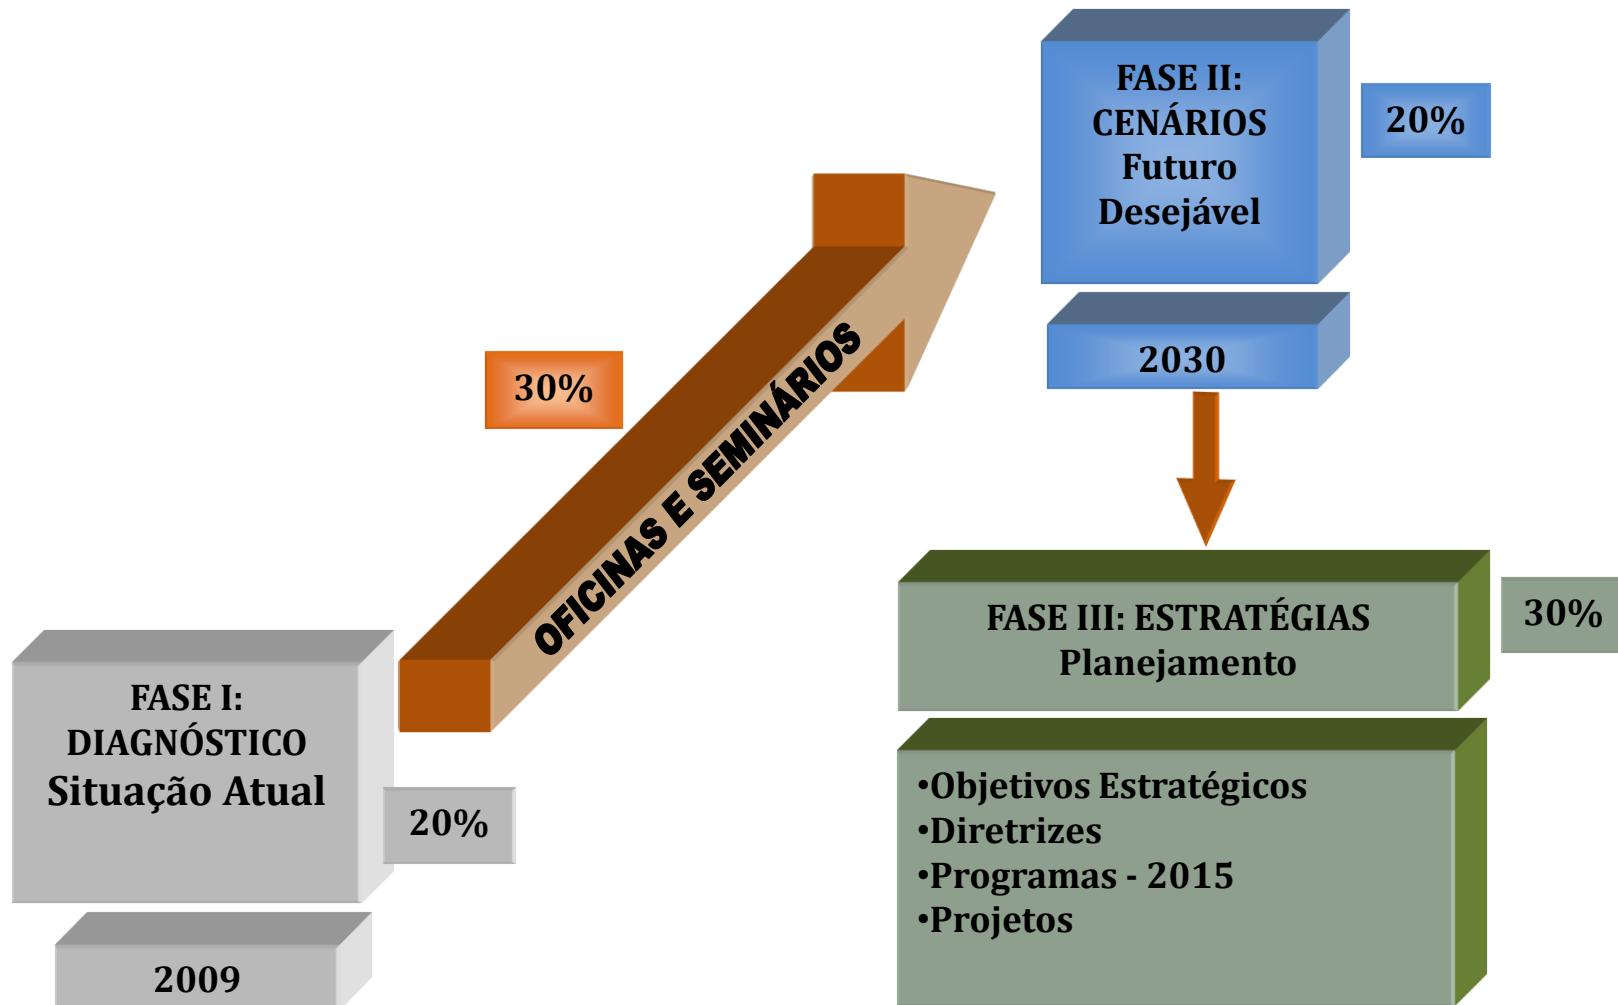 FASE I:
DIAGNÓSTICO
Situação Atual
20%
2009
30%
OFICINAS E SEMINÁRIOS
FASE II:
CENÁRIOS
Futuro
Desejável
20%
2030
FASE III: ESTRATÉGIAS
Planejamento
30%
•Objetivos Estratégicos
•Diretrizes
•Programas - 2015
•Projetos